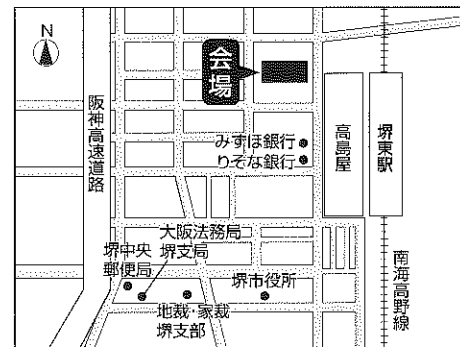 N
会場
阪神高速道路
みずほ銀行
りそな銀行
高島屋
堺東駅
大阪法務局
堺支局
堺中央
郵便局
堺市役所
地裁・家裁
堺支部
南海高野線